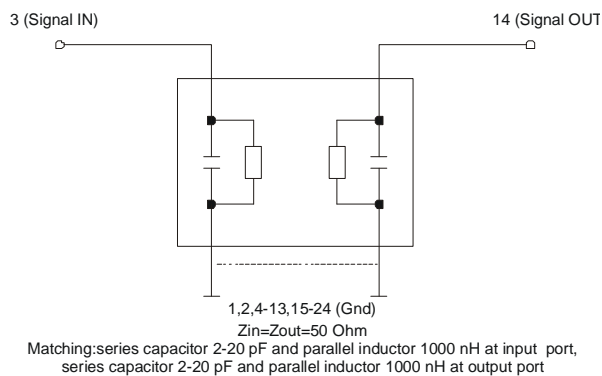 3 (Signal IN)
14 (Signal OUT
1,2,4-13,15-24 (Gnd)
Zin=Zout=50 Ohm
Matching:series capacitor 2-20 pF and parallel inductor 1000 nH at input port,
series capacitor 2-20 pF and parallel inductor 1000 nH at output port